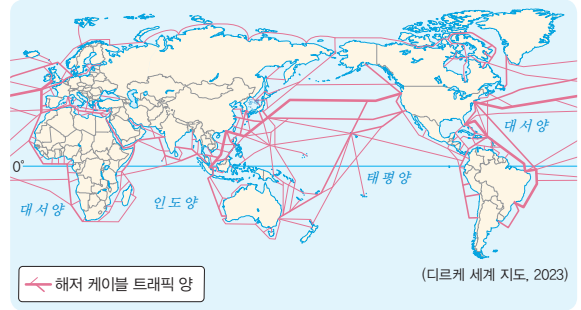 대서양
0°
태평양
대서양
인도양
(디르케 세계 지도, 2023)
해저 케이블 트래픽 양